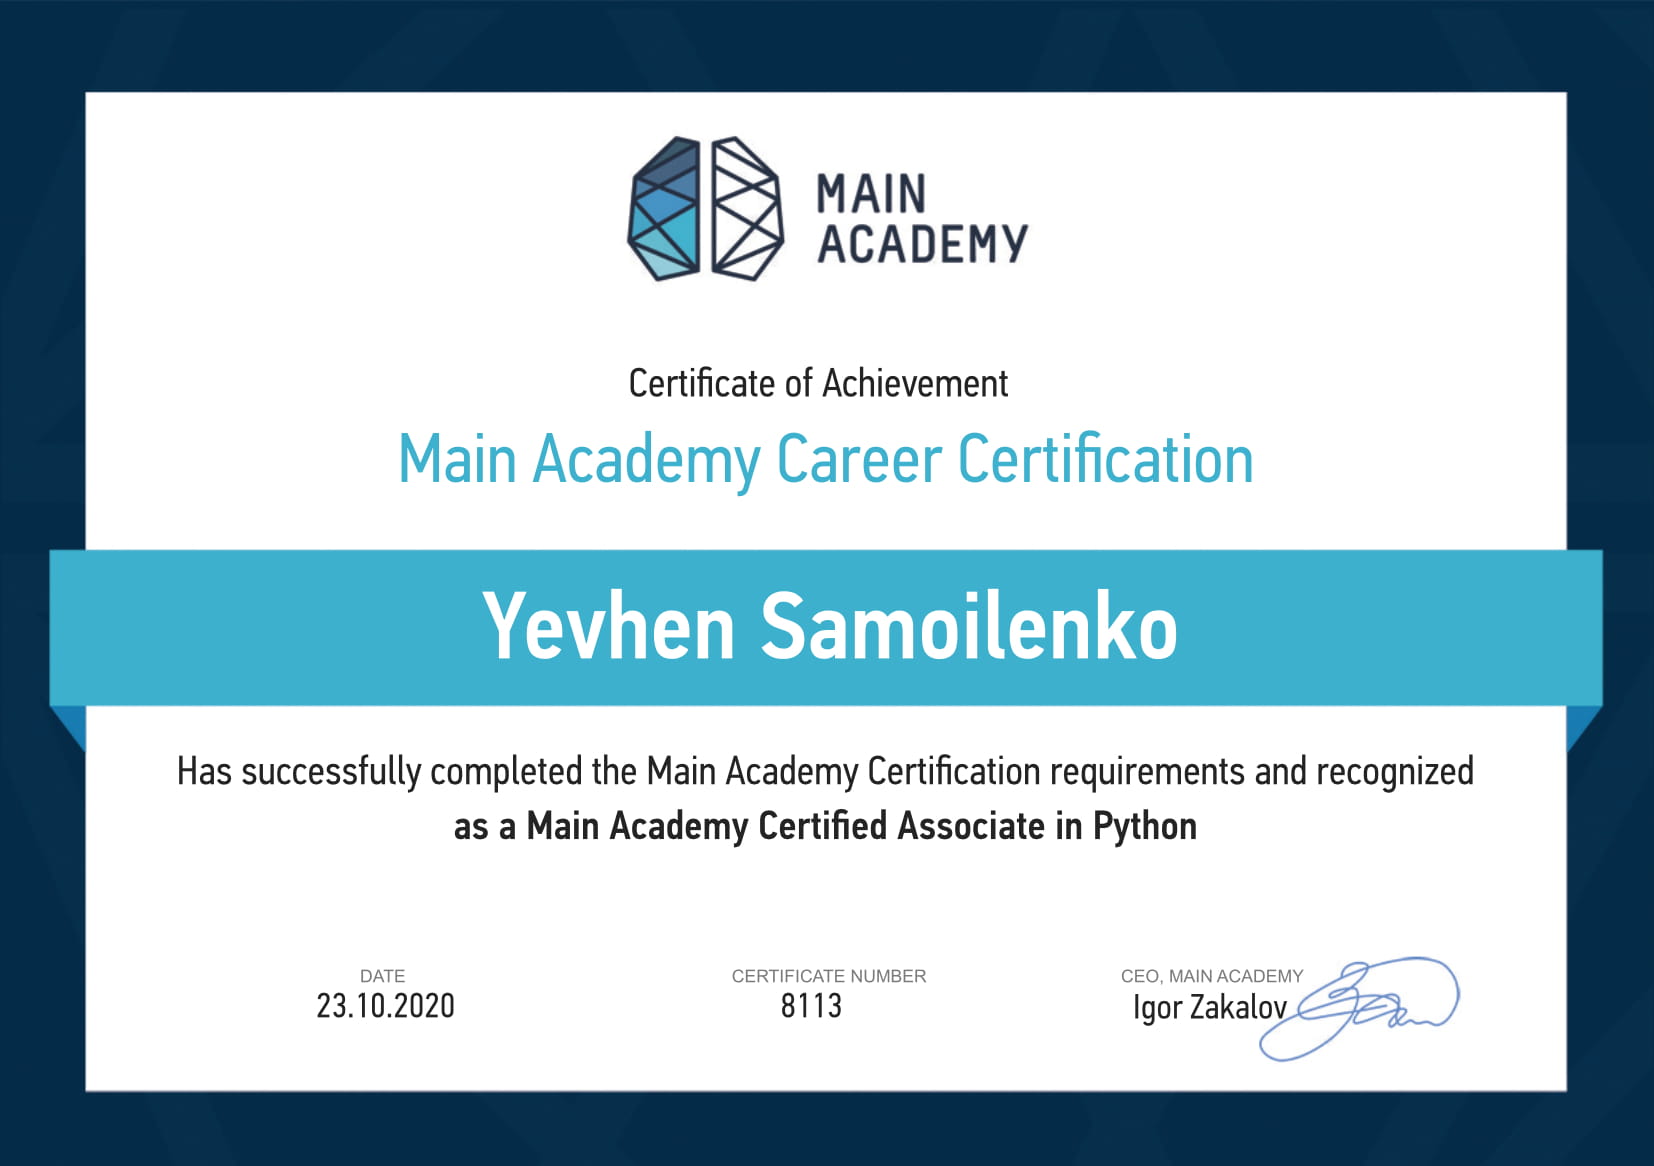 MAIN
ACADEMY
Certificate of Achievement
Main Academy Career Certification
Yevhen Samoilenko
Has successfully completed the Main Academy Certification requirements and recognized
as a Main Academy Certified Associate in Python
DATE
23.10.2020
CERTIFICATE NUMBER
8113
CEO, MAIN ACADEMY
Igor Zakalov